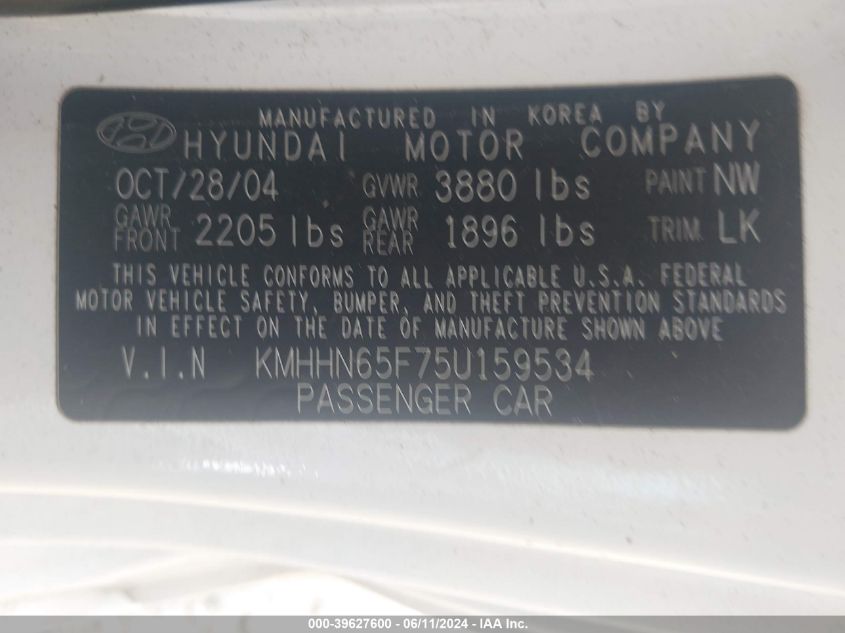 MANUFACTURED IN KOREA BY
HYUNDAI MOTOR COMPANY
OCT/28/04 GVWR 3880 lbs PAINT NW
GAWR FRONT 2205 lbs GAWR REAR 1896 lbs TRIM LK
THIS VEHICLE CONFORMS TO ALL APPLICABLE U.S.A. FEDERAL
MOTOR VEHICLE SAFETY, BUMPER, AND THEFT PREVENTION STANDARDS
IN EFFECT ON THE DATE OF MANUFACTURE SHOWN ABOVE
V.I.N KMHHN65F75U159534
PASSENGER CAR
000-39627600 - 06/11/2024 - IAA Inc.